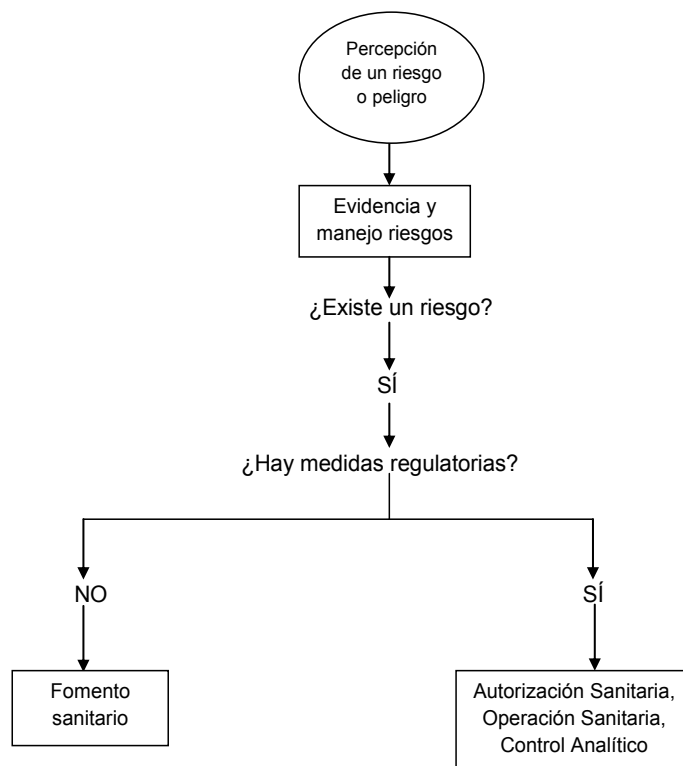 Percepción
de un riesgo
o peligro
Evidencia y
manejo riesgos
¿Existe un riesgo?
SÍ
¿Hay medidas regulatorias?
NO
SÍ
Fomento
sanitario
Autorización Sanitaria,
Operación Sanitaria,
Control Analítico